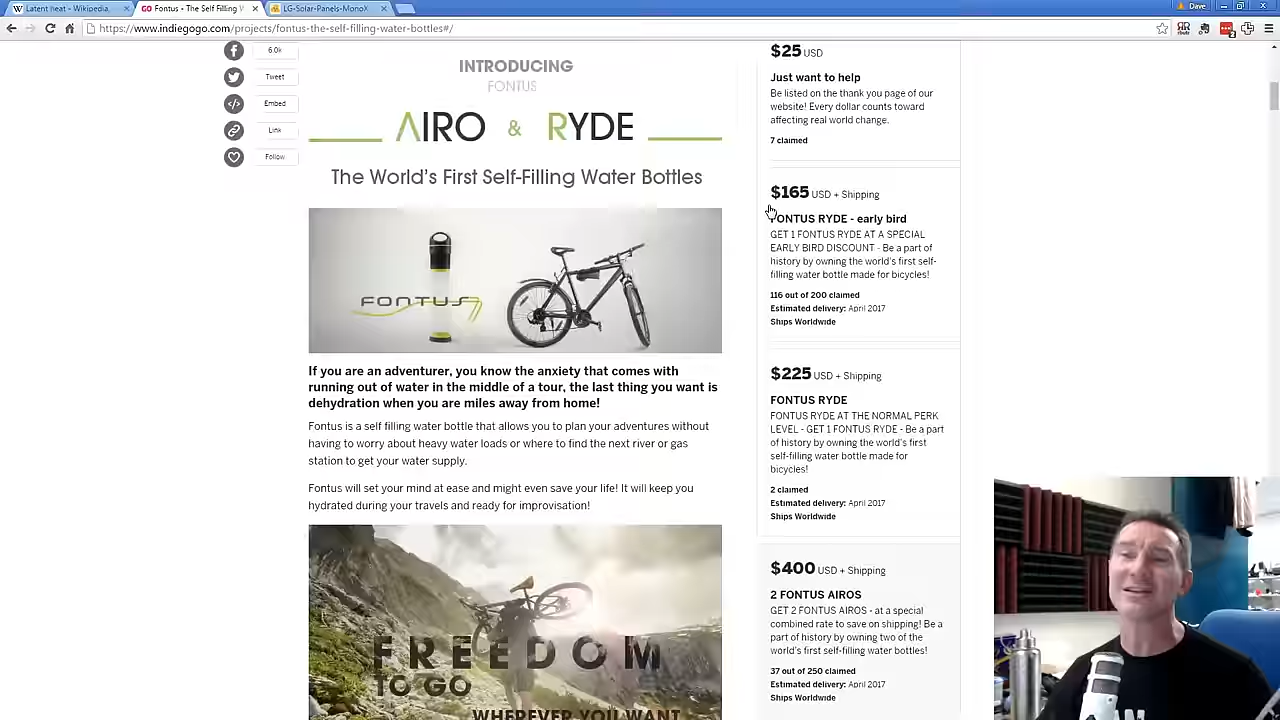 Latent heat - Wikipedia,
Fontus - The Self Filling V
LG-Solar-Panels-MonoX
Dave
https://www.indiegogo.com/projects/fontus-the-self-filling-water-bottles#/
6.0k
Tweet
Embed
Link
Follow
INTRODUCING
FONTUS
AIRO & RYDE
The World's First Self-Filling Water Bottles
FONTUS
If you are an adventurer, you know the anxiety that comes with
running out of water in the middle of a tour, the last thing you want is
dehydration when you are miles away from home!
Fontus is a self filling water bottle that allows you to plan your adventures without
having to worry about heavy water loads or where to find the next river or gas
station to get your water supply.
Fontus will set your mind at ease and might even save your life! It will keep you
hydrated during your travels and ready for improvisation!
FREEDOM
TO GO
WHEREVER YOU WANT
$25 USD
Just want to help
Be listed on the thank you page of our
website! Every dollar counts toward
affecting real world change.
7 claimed
$165 USD + Shipping
FONTUS RYDE - early bird
GET 1 FONTUS RYDE AT A SPECIAL
EARLY BIRD DISCOUNT - Be a part of
history by owning the world's first self-
filling water bottle made for bicycles!
116 out of 200 claimed
Estimated delivery: April 2017
Ships Worldwide
$225 USD + Shipping
FONTUS RYDE
FONTUS RYDE AT THE NORMAL PERK
LEVEL - GET 1 FONTUS RYDE - Be a part
of history by owning the world's first
self-filling water bottle made for
bicycles!
2 claimed
Estimated delivery: April 2017
Ships Worldwide
$400 USD + Shipping
2 FONTUS AIROS
GET 2 FONTUS AIROS - at a special
combined rate to save on shipping! Be a
part of history by owning two of the
world's first self-filling water bottles!
37 out of 250 claimed
Estimated delivery: April 2017
Ships Worldwide